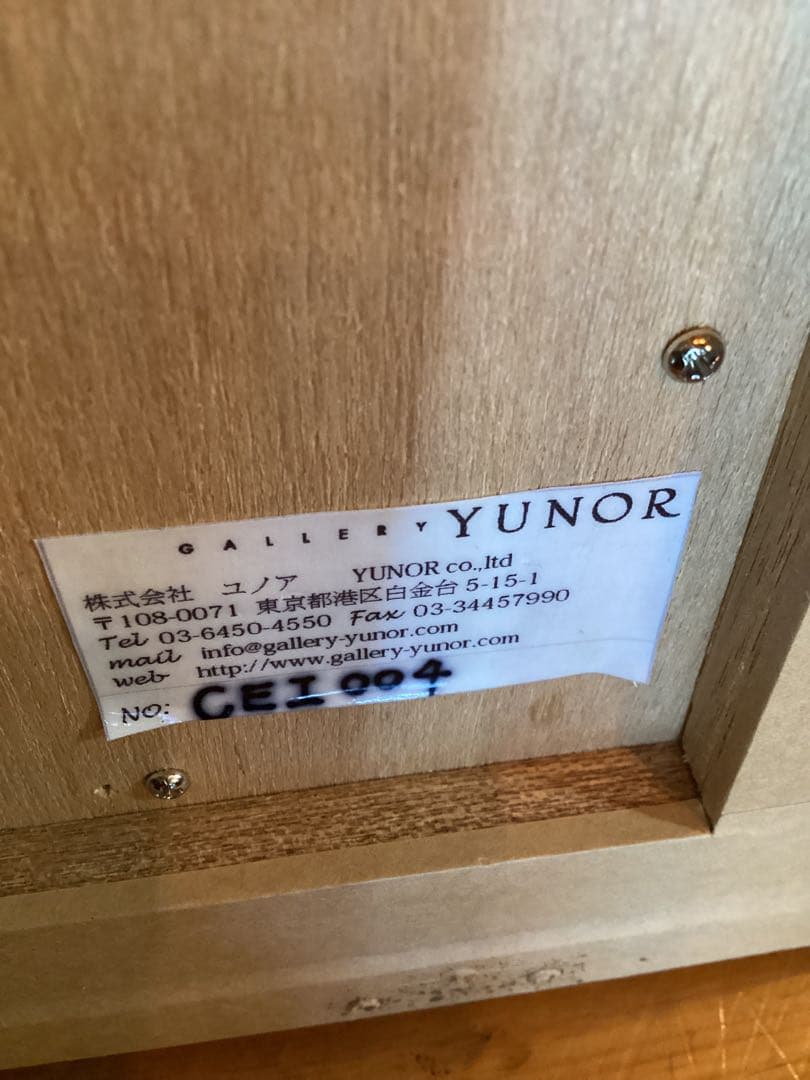 GALLERY YUNOR
株式会社 ユノア YUNOR co.,ltd
〒108-0071 東京都港区白金台5-15-1
Tel 03-6450-4550 Fax 03-34457990
mail info@gallery-yunor.com
web http://www.gallery-yunor.com
NO: CEI004